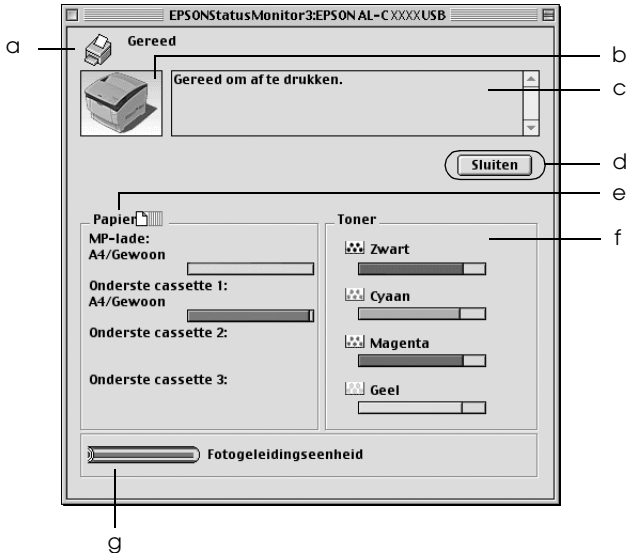 EPSONStatusMonitor3:EPSON AL-CXXXXUSB
a
Gereed
b
Gereed om af te drukken.
c
Sluiten
d
e
Papier
Toner
MP-lade:
A4/Gewoon
Zwart
f
Onderste cassette 1:
A4/Gewoon
Cyaan
Onderste cassette 2:
Magenta
Onderste cassette 3:
Geel
Fotogeleidingseenheid
g